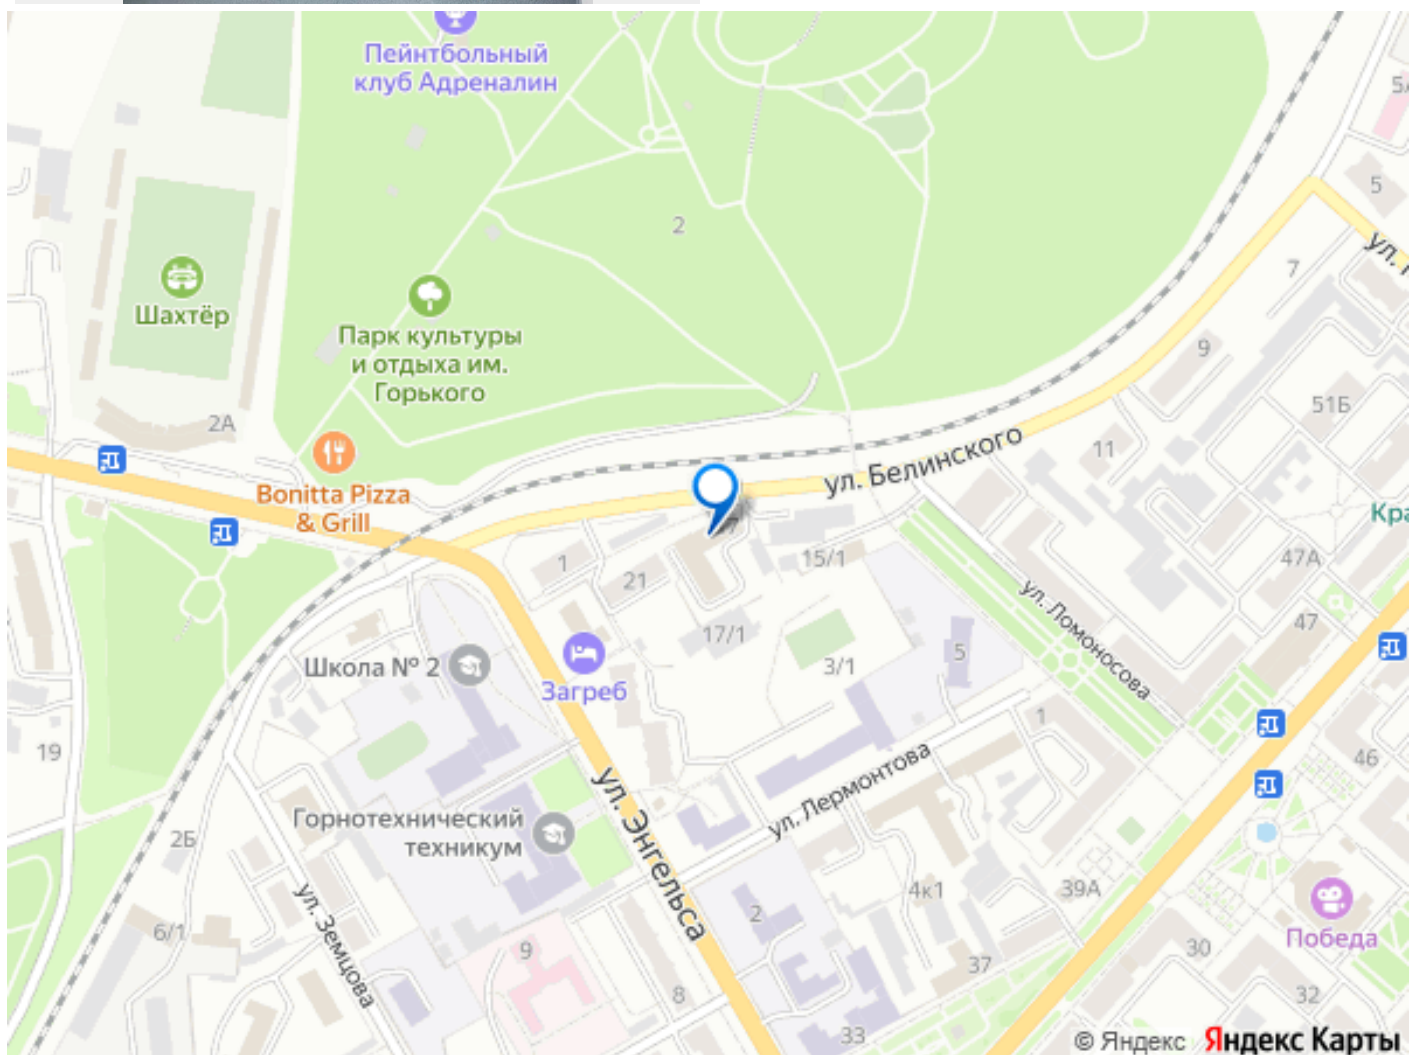 Пейнтбольный
клуб Адреналин
5
2
7
Шахтёр
Парк культуры
и отдыха им.
Горького
9
51Б
2А
11
ул. Белинского
Bonitta Pizza
& Grill
15/1
47А
1
21
ул. Ломоносова
47
17/1
5
3/1
Школа № 2
Загреб
1
19
46
ул. Лермонтова
ул. Энгельса
Горнотехнический
техникум
2Б
4к1
39А
2
ул. Земцова
6/1
Победа
30
9
37
8
32
33
© Яндекс Яндекс Карты